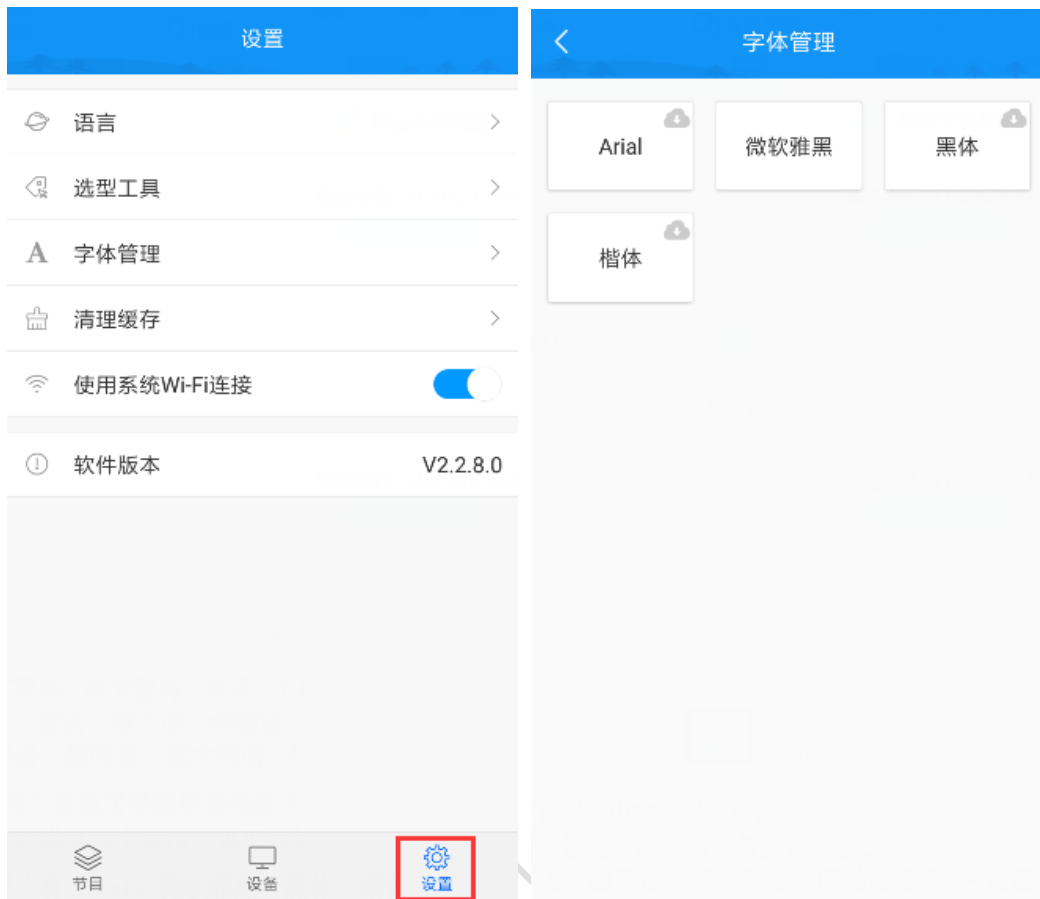 设置
语言
选型工具
字体管理
清理缓存
使用系统Wi-Fi连接
软件版本 V2.2.8.0
节目 设备 设置
字体管理
Arial 微软雅黑 黑体
楷体